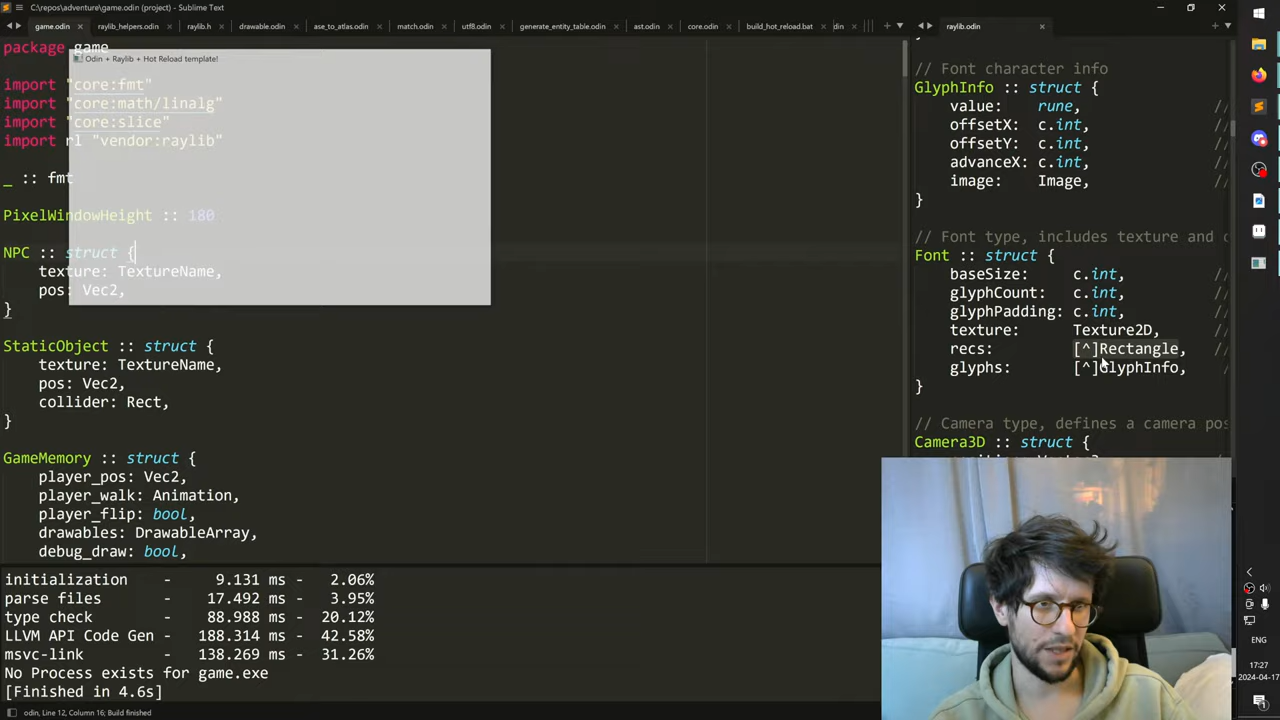 C:\repos\adventure\game.odin - Sublime Text
game.odin
raylib_helpers.odin
raylib.h
drawable.odin
ase_to_atlas.odin
match.odin
utf8.odin
generate_entity_table.odin
ast.odin
core.odin
build_hot_reload.bat
din
raylib.odin
package game
Odin + Raylib + Hot Reload template!
import "core:fmt"
import "core:math/linalg"
import "core:slice"
import rl "vendor:raylib"
_ :: fmt
PixelWindowHeight :: 180
NPC :: struct {
texture: TextureName,
pos: Vec2,
}
StaticObject :: struct {
texture: TextureName,
pos: Vec2,
collider: Rect,
}
GameMemory :: struct {
player_pos: Vec2,
player_walk: Animation,
player_flip: bool,
drawables: DrawableArray,
debug_draw: bool,
// Font character info
GlyphInfo :: struct {
value: rune, //
offsetX: c.int, //
offsetY: c.int, //
advanceX: c.int, //
image: Image, //
}
// Font type, includes texture and
Font :: struct {
baseSize: c.int, //
glyphCount: c.int, //
glyphPadding: c.int, //
texture: Texture2D, //
recs: [^]Rectangle, //
glyphs: [^]GlyphInfo, //
}
// Camera type, defines a camera pos
Camera3D :: struct {
initialization - 9.131 ms - 2.06%
parse files - 17.492 ms - 3.95%
type check - 88.988 ms - 20.12%
LLVM API Code Gen - 188.314 ms - 42.58%
msvc-link - 138.269 ms - 31.26%
No Process exists for game.exe
[Finished in 4.6s]
odin, Line 12, Column 16; Build finished
ENG
17:27
2024-04-17